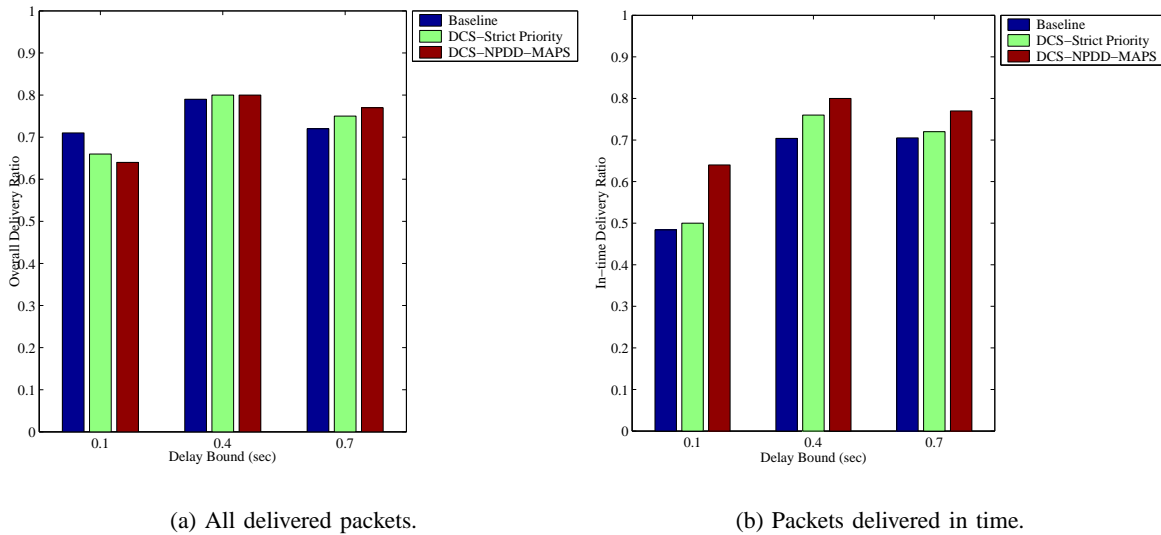 1
0.9
0.8
0.7
0.6
0.5
0.4
0.3
0.2
0.1
0
Overall Delivery Ratio
0.1 0.4 0.7
Delay Bound (sec)
Baseline
DCS−Strict Priority
DCS−NPDD−MAPS
(a) All delivered packets.
1
0.9
0.8
0.7
0.6
0.5
0.4
0.3
0.2
0.1
0
In−time Delivery Ratio
0.1 0.4 0.7
Delay Bound (sec)
Baseline
DCS−Strict Priority
DCS−NPDD−MAPS
(b) Packets delivered in time.